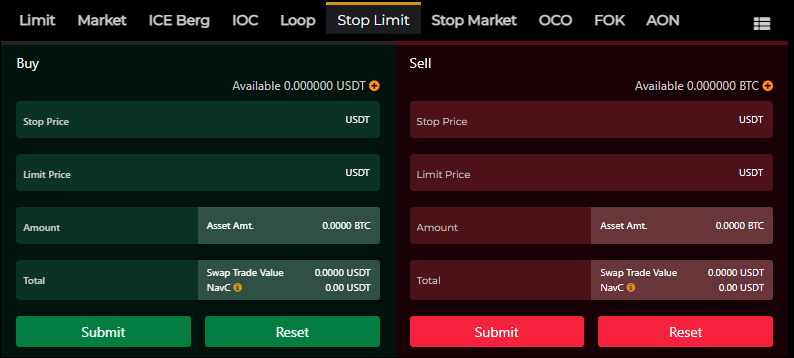 Limit Market ICE Berg IOC Loop Stop Limit Stop Market OCO FOK AON
Buy
Available 0.000000 USDT
Stop Price USDT
Limit Price USDT
Amount Asset Amt. 0.0000 BTC
Total Swap Trade Value 0.0000 USDT
NavC 0.00 USDT
Submit Reset
Sell
Available 0.000000 BTC
Stop Price USDT
Limit Price USDT
Amount Asset Amt. 0.0000 BTC
Total Swap Trade Value 0.0000 USDT
NavC 0.00 USDT
Submit Reset